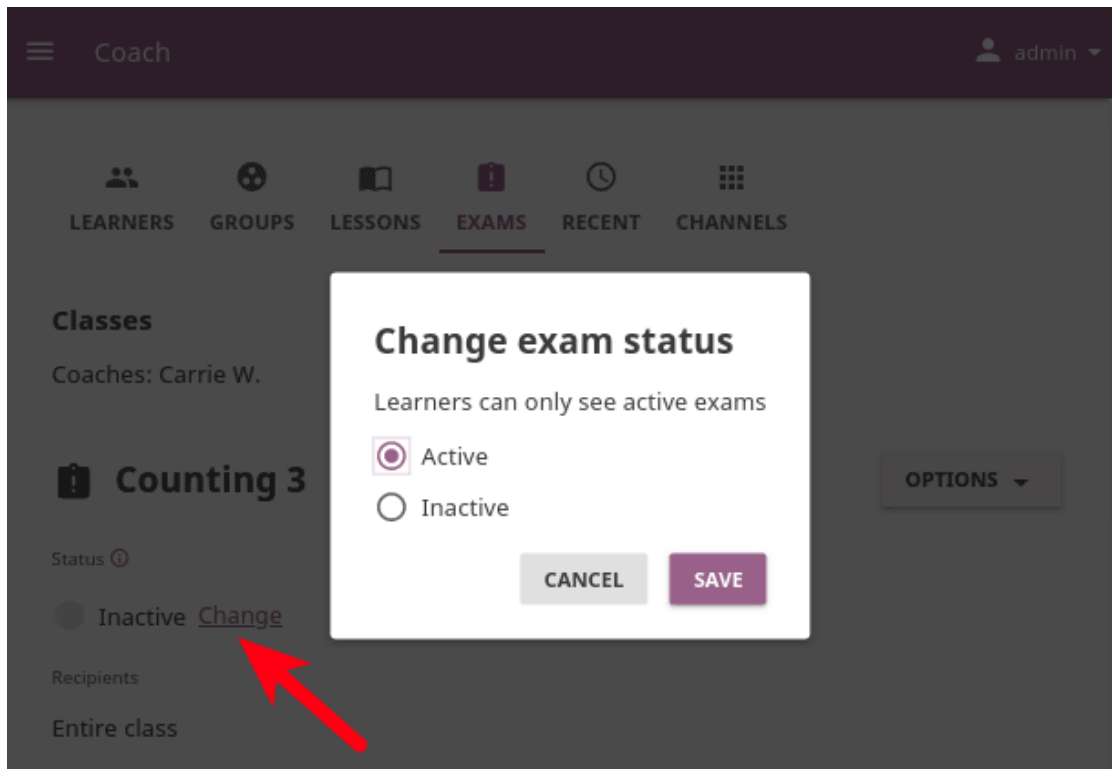 Coach
admin
LEARNERS GROUPS LESSONS EXAMS RECENT CHANNELS
Classes
Coaches: Carrie W.
Counting 3
OPTIONS
Status
Inactive Change
Recipients
Entire class
Change exam status
Learners can only see active exams
Active
Inactive
CANCEL SAVE